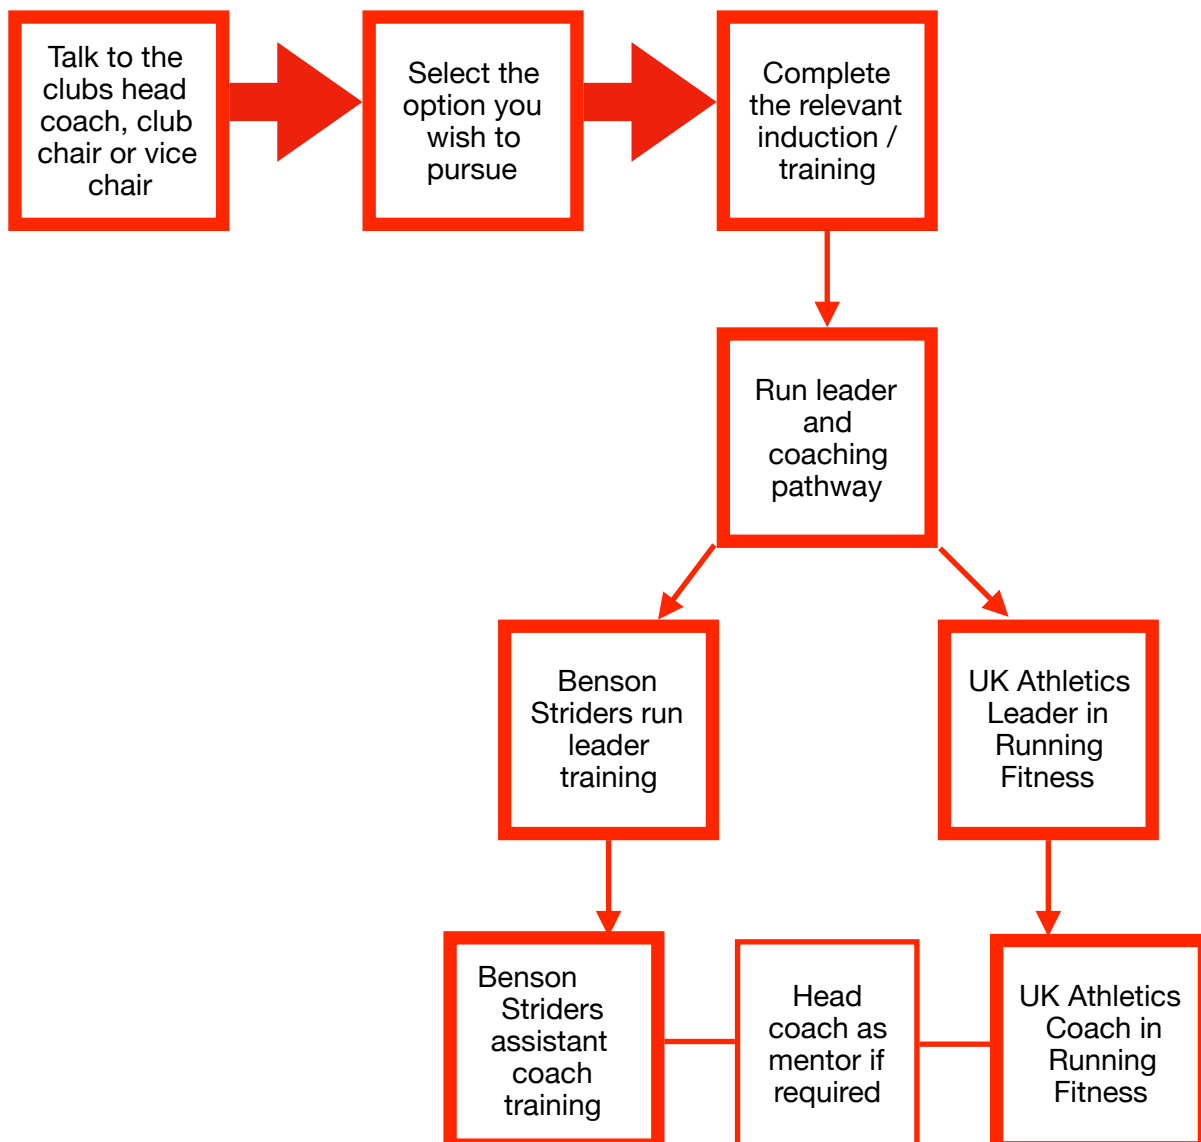 Talk to the
clubs head
coach, club
chair or vice
chair
Select the
option you
wish to
pursue
Complete
the relevant
induction /
training
Run leader
and
coaching
pathway
Benson
Striders run
leader
training
UK Athletics
Leader in
Running
Fitness
Benson
Striders
assistant
coach
training
Head
coach as
mentor if
required
UK Athletics
Coach in
Running
Fitness